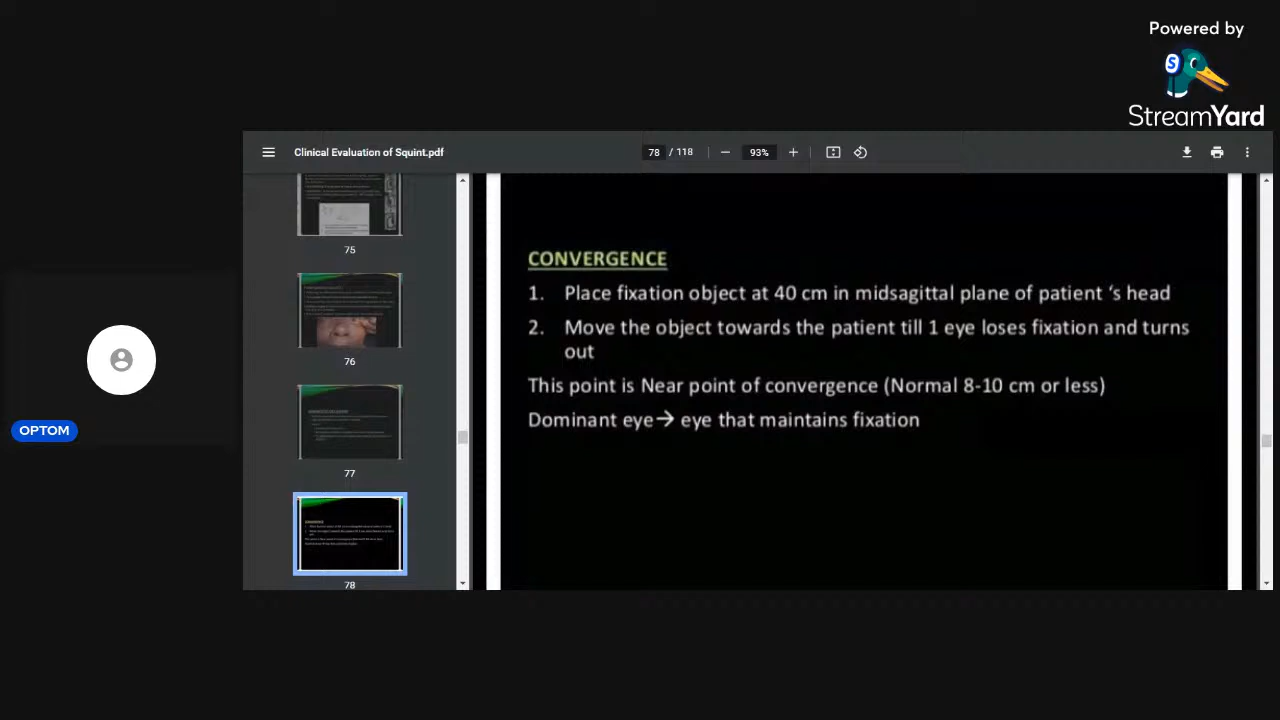 Powered by
S
StreamYard
Clinical Evaluation of Squint.pdf
78 / 118
93%
75
76
77
78
CONVERGENCE
1. Place fixation object at 40 cm in midsagittal plane of patient ‘s head
2. Move the object towards the patient till 1 eye loses fixation and turns
out
This point is Near point of convergence (Normal 8-10 cm or less)
Dominant eye→ eye that maintains fixation
OPTOM